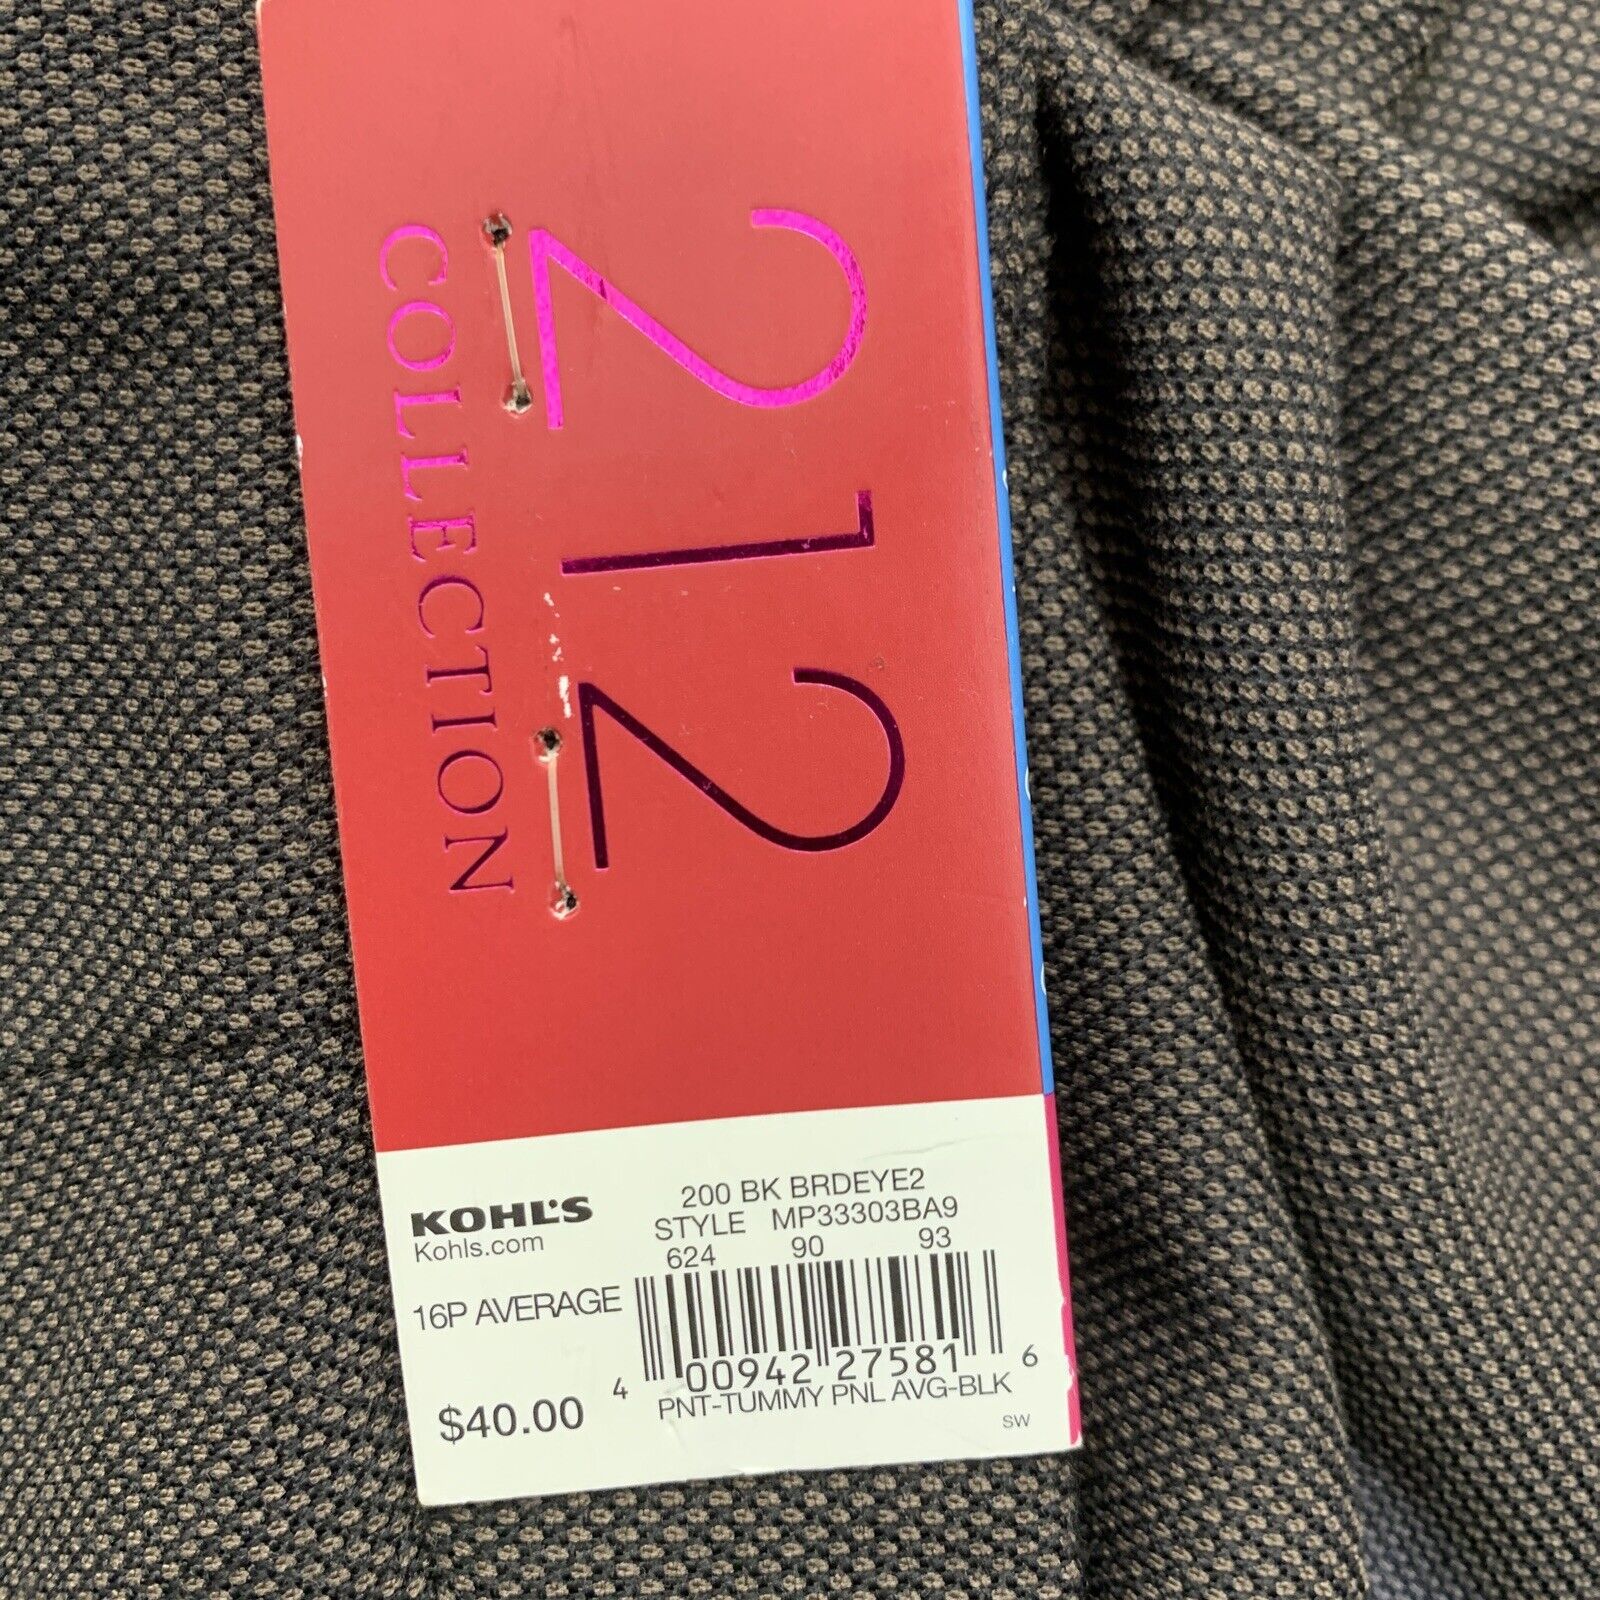 212
COLLECTION
KOHL'S
Kohls.com
200 BK BRDEYE2
STYLE MP33303BA9
624 90 93
16P AVERAGE
4 00942 27581 6
$40.00
PNT-TUMMY PNL AVG-BLK
SW